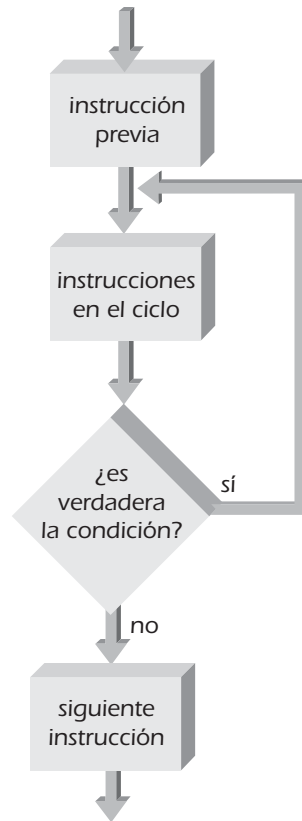 instrucción
previa
instrucciones
en el ciclo
¿es
verdadera
la condición?
sí
no
siguiente
instrucción